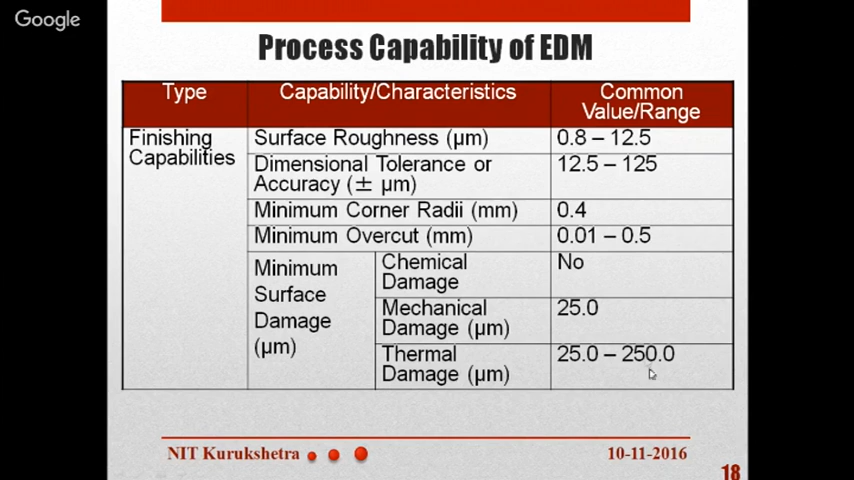 Google
Process Capability of EDM
Type Capability/Characteristics Common
Value/Range
Finishing
Capabilities
Surface Roughness (μm) 0.8 – 12.5
Dimensional Tolerance or
Accuracy (± μm) 12.5 – 125
Minimum Corner Radii (mm) 0.4
Minimum Overcut (mm) 0.01 – 0.5
Minimum
Surface
Damage
(μm)
Chemical
Damage No
Mechanical
Damage (μm) 25.0
Thermal
Damage (μm) 25.0 – 250.0
NIT Kurukshetra 10-11-2016
18